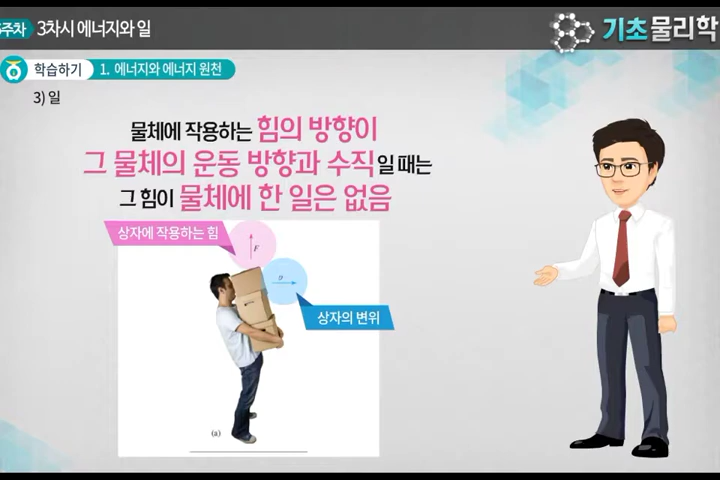 주차 3차시 에너지와 일
기초물리학
학습하기 1. 에너지와 에너지 원천
3) 일
물체에 작용하는 힘의 방향이
그 물체의 운동 방향과 수직일 때는
그 힘이 물체에 한 일은 없음
상자에 작용하는 힘
F
상자의 변위
(a)